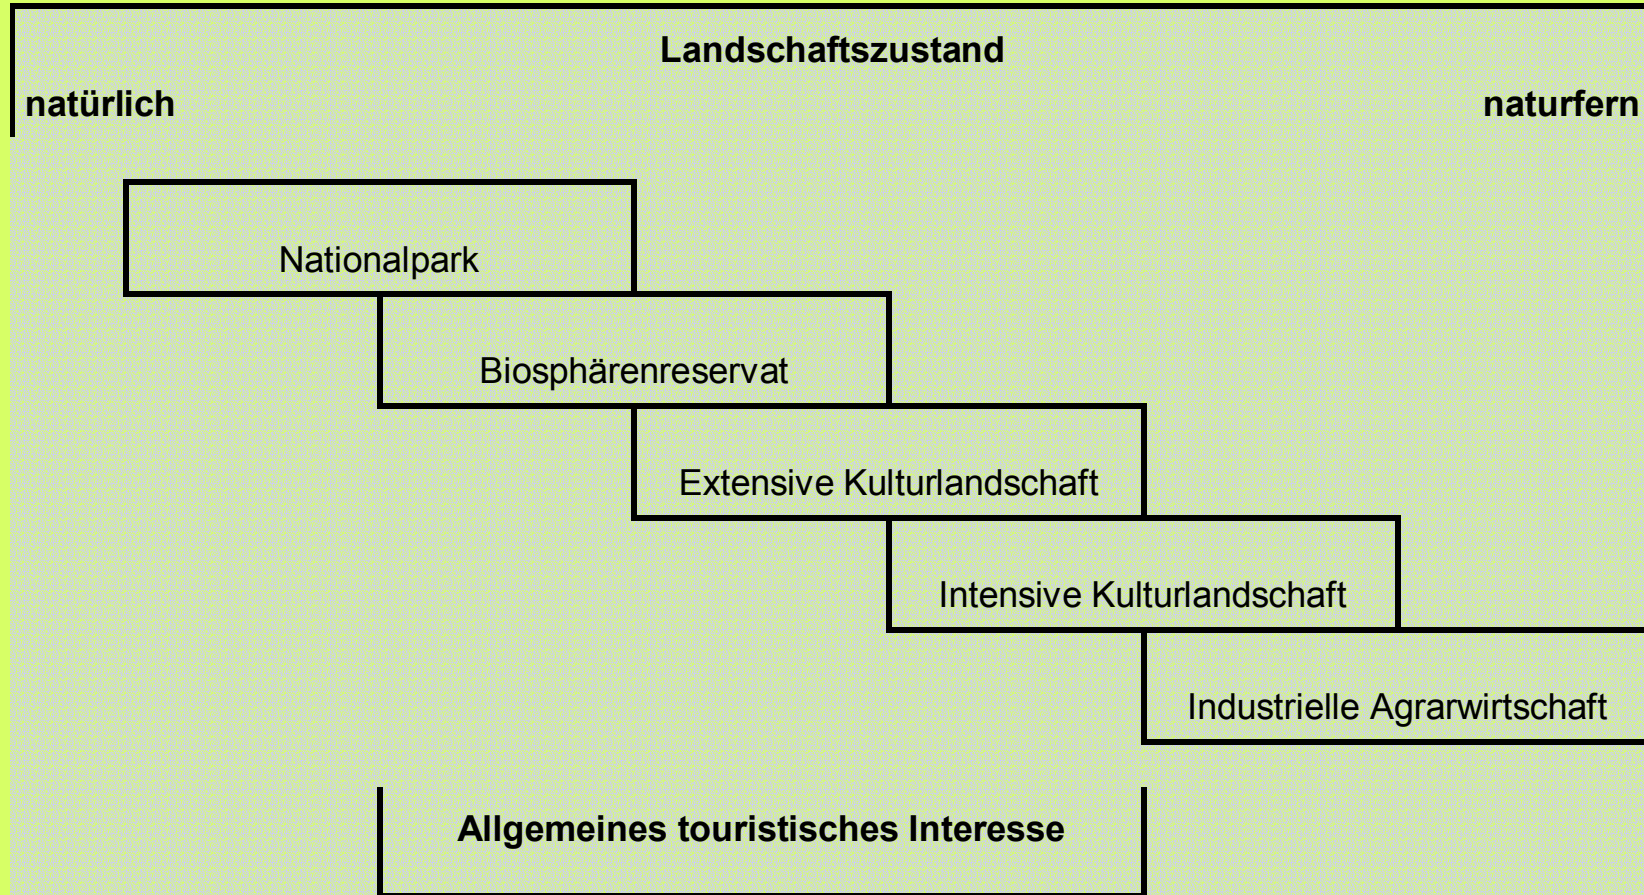 Landschaftszustand
natürlich naturfern
Nationalpark
Biosphärenreservat
Extensive Kulturlandschaft
Intensive Kulturlandschaft
Industrielle Agrarwirtschaft
Allgemeines touristisches Interesse